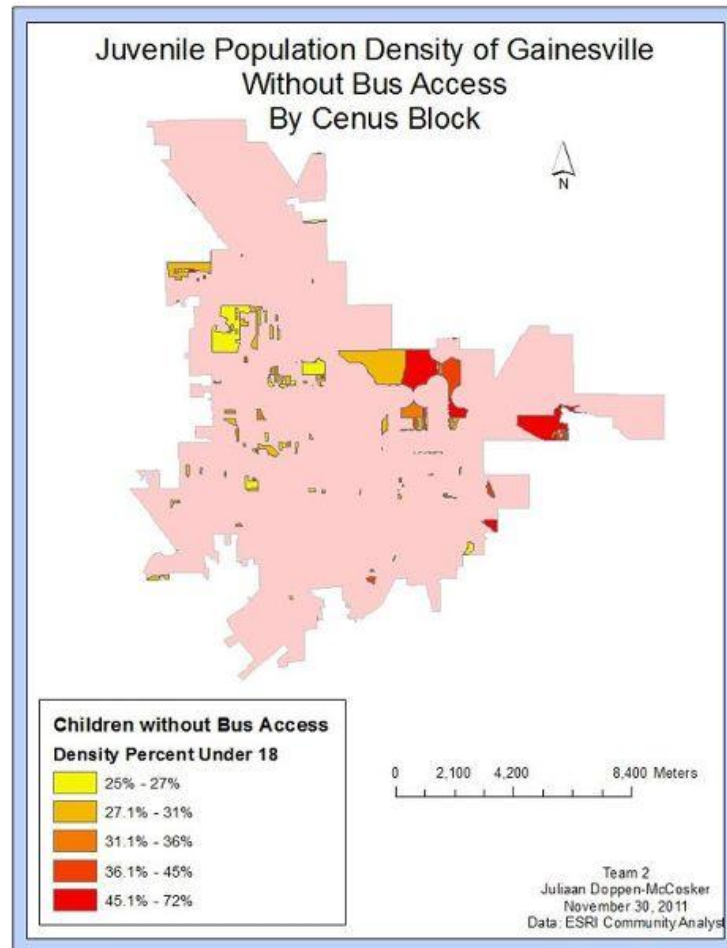 Juvenile Population Density of Gainesville
Without Bus Access
By Cenus Block
N
Children without Bus Access
Density Percent Under 18
25% - 27%
27.1% - 31%
31.1% - 36%
36.1% - 45%
45.1% - 72%
0 2,100 4,200 8,400 Meters
Team 2
Juliaan Doppen-McCosker
November 30, 2011
Data: ESRI Community Analyst